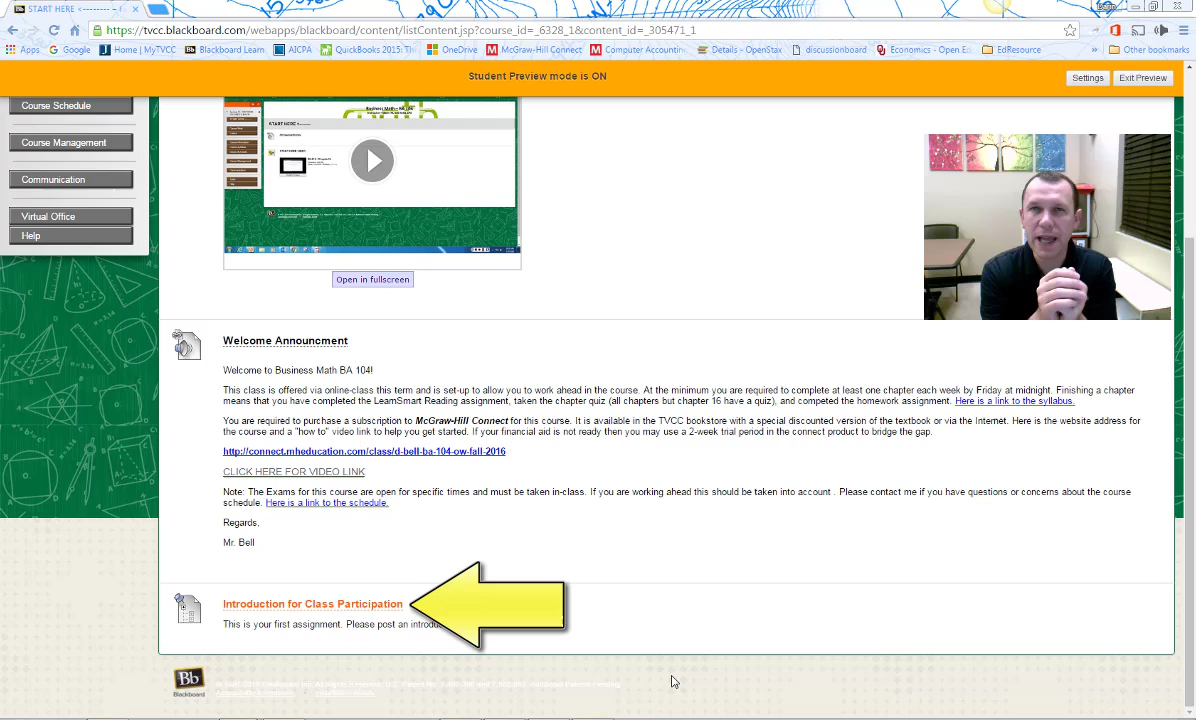 START HERE <-------- –
Darrin
https://tvcc.blackboard.com/webapps/blackboard/content/listContent.jsp?course_id=_6328_1&content_id=_305471_1
Apps Google Home | MyTVCC Blackboard Learn AICPA QuickBooks 2015: Th OneDrive McGraw-Hill Connect Computer Accounting Details - OpenStax discussionboard Economics - Open Ed EdResource » Other bookmarks
Student Preview mode is ON
Settings Exit Preview
Course Schedule
Course Management
Communication
Virtual Office
Help
START HERE <--------
Open in fullscreen
Welcome Announcment
Welcome to Business Math BA 104!
This class is offered via online-class this term and is set-up to allow you to work ahead in the course. At the minimum you are required to complete at least one chapter each week by Friday at midnight. Finishing a chapter
means that you have completed the LearnSmart Reading assignment, taken the chapter quiz (all chapters but chapter 16 have a quiz), and competed the homework assignment. Here is a link to the syllabus.
You are required to purchase a subscription to McGraw-Hill Connect for this course. It is available in the TVCC bookstore with a special discounted version of the textbook or via the Internet. Here is the website address for
the course and a "how to" video link to help you get started. If your financial aid is not ready then you may use a 2-week trial period in the connect product to bridge the gap.
http://connect.mheducation.com/class/d-bell-ba-104-ow-fall-2016
CLICK HERE FOR VIDEO LINK
Note: The Exams for this course are open for specific times and must be taken in-class. If you are working ahead this should be taken into account . Please contact me if you have questions or concerns about the course
schedule. Here is a link to the schedule.
Regards,
Mr. Bell
Introduction for Class Participation
This is your first assignment. Please post an introdu
Bb
Blackboard